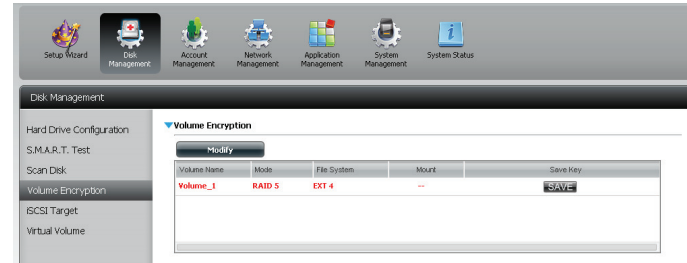 Setup Wizard
Disk Management
Account Management
Network Management
Application Management
System Management
System Status
Disk Management
Hard Drive Configuration
S.M.A.R.T. Test
Scan Disk
Volume Encryption
iSCSI Target
Virtual Volume
Volume Encryption
Modify
Volume Name Mode File System Mount Save Key
Volume_1 RAID 5 EXT 4 -- SAVE